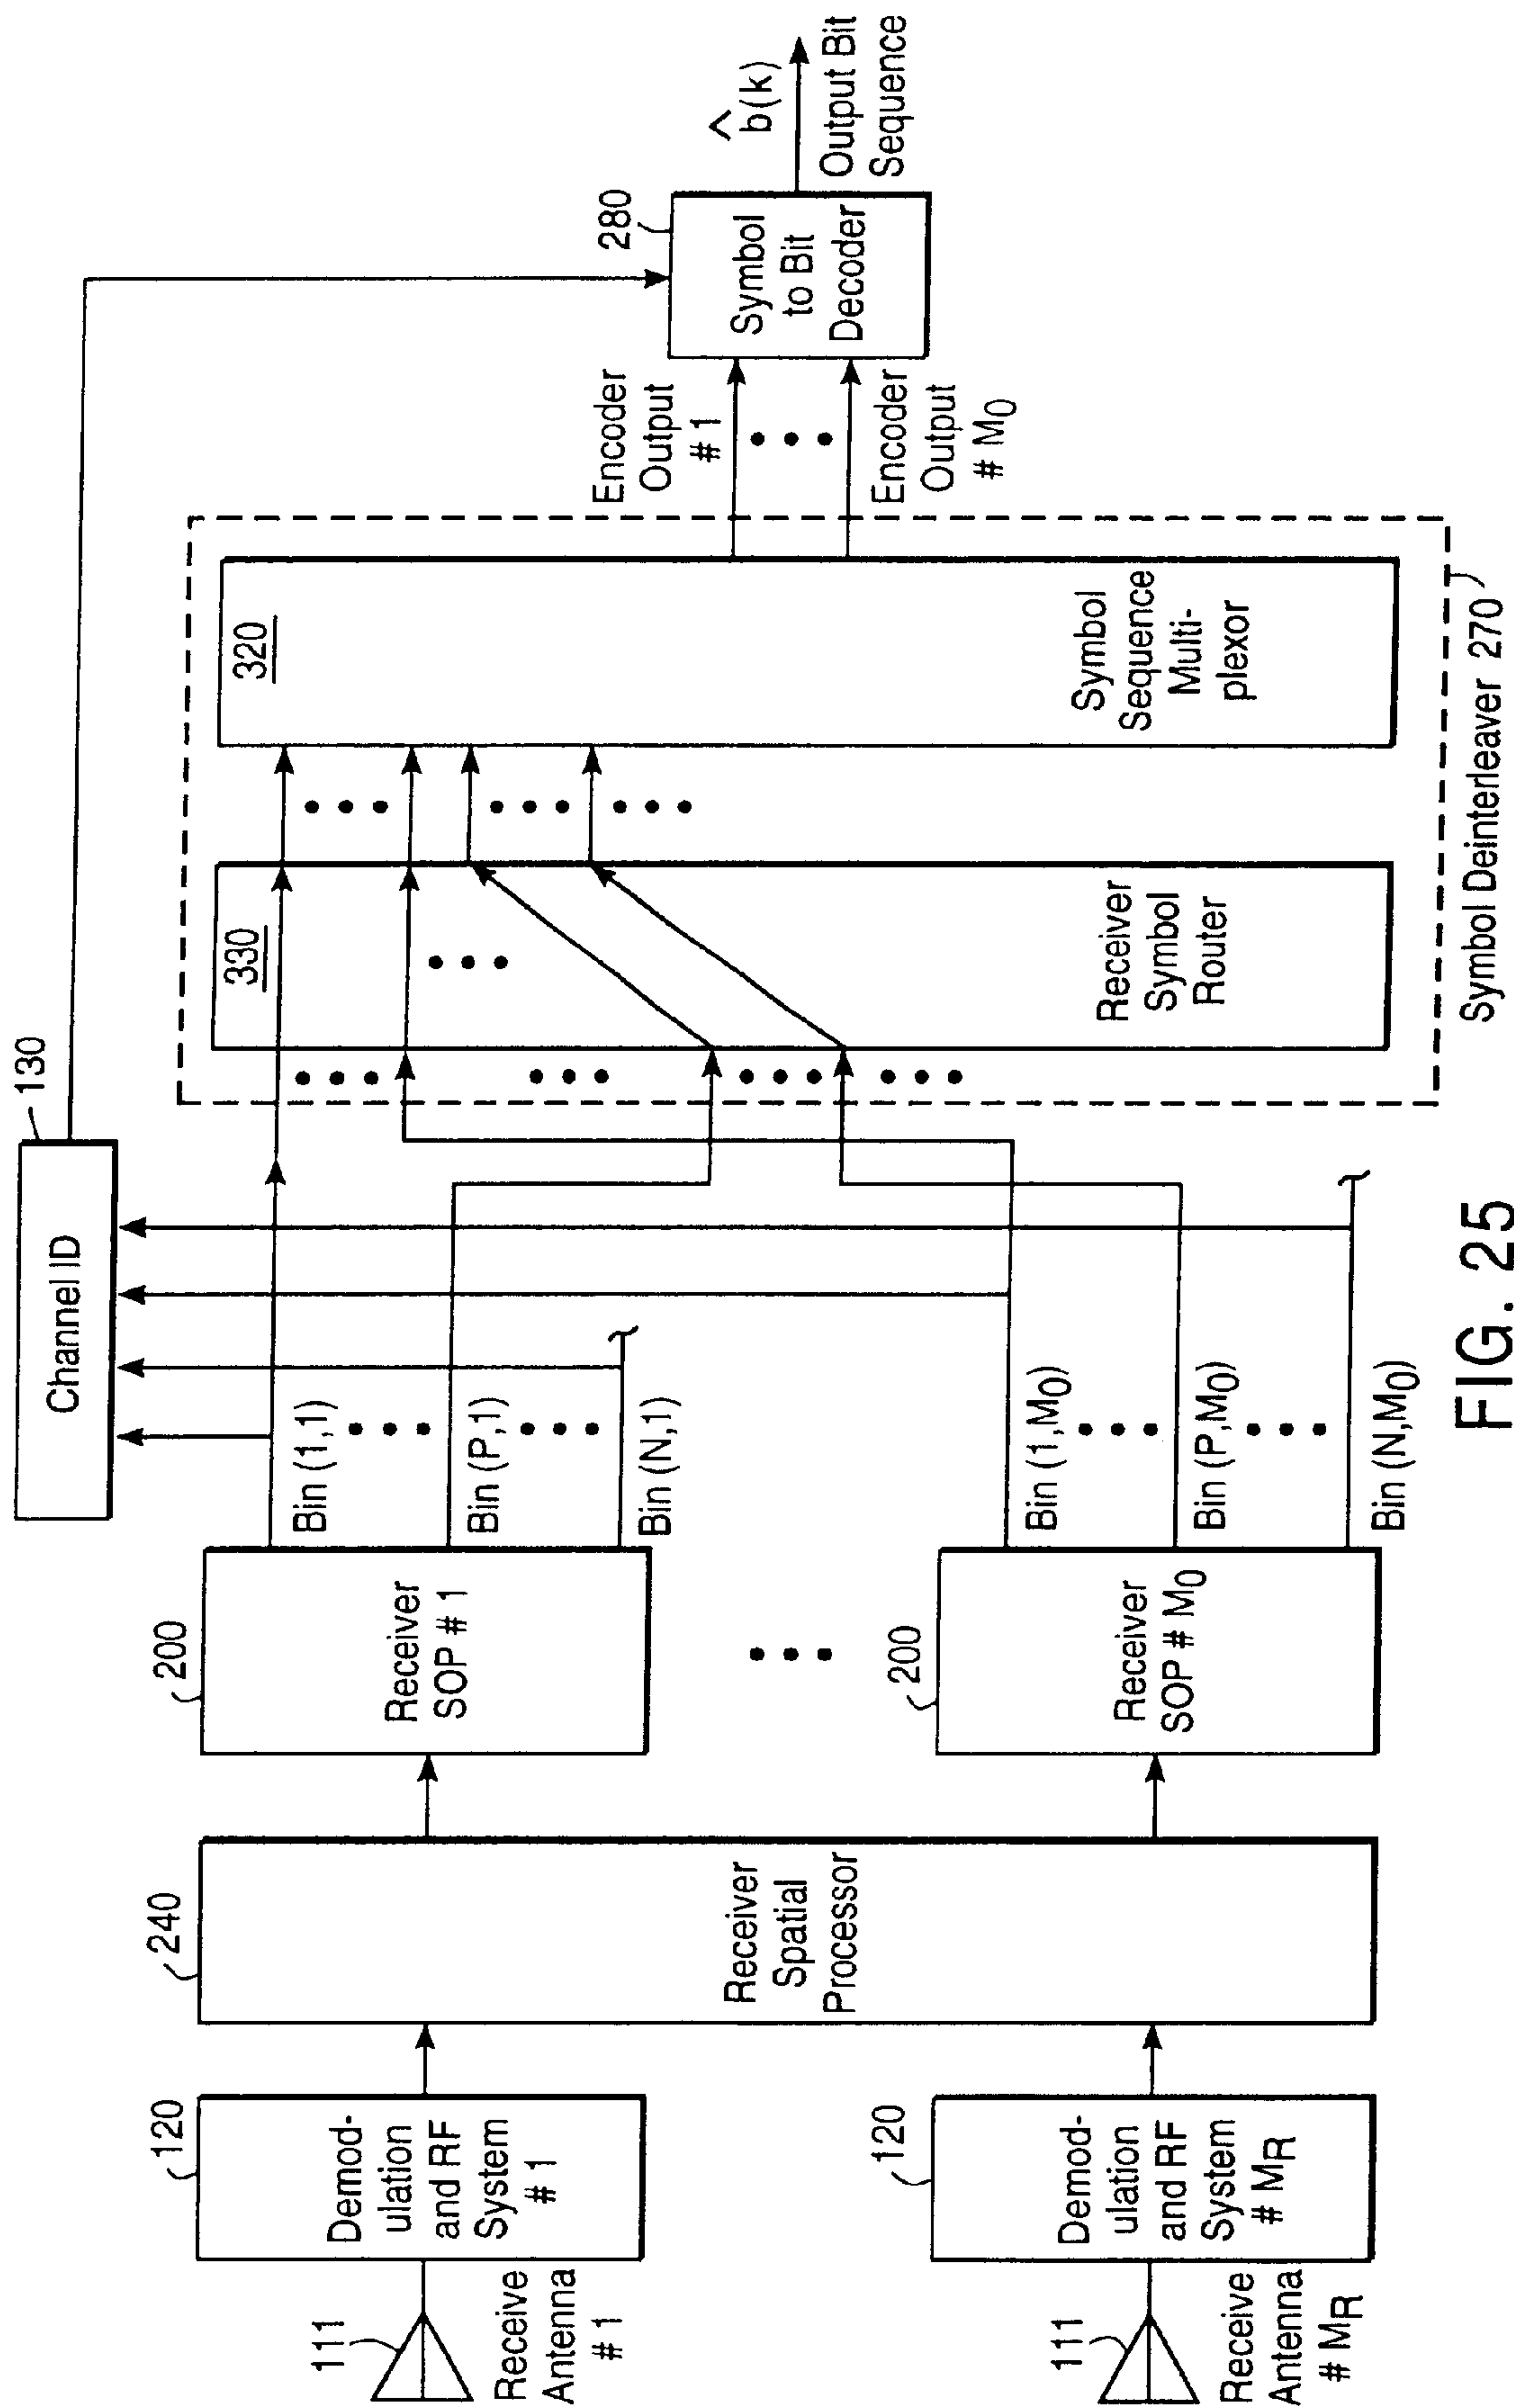 111
Receive
Antenna
# 1
120
Demod-
ulation
and RF
System
# 1
111
Receive
Antenna
# MR
120
Demod-
ulation
and RF
System
# MR
240
Receiver
Spatial
Processor
200
Receiver
SOP # 1
200
Receiver
SOP # M0
Bin (1,1)
Bin (P,1)
Bin (N,1)
Bin (1,M0)
Bin (P,M0)
Bin (N,M0)
Channel ID
130
330
Receiver
Symbol
Router
320
Symbol
Sequence
Multi-
plexor
Symbol Deinterleaver 270
Encoder
Output
# 1
Encoder
Output
# M0
280
Symbol
to Bit
Decoder
^
b(k)
Output Bit
Sequence
FIG. 25